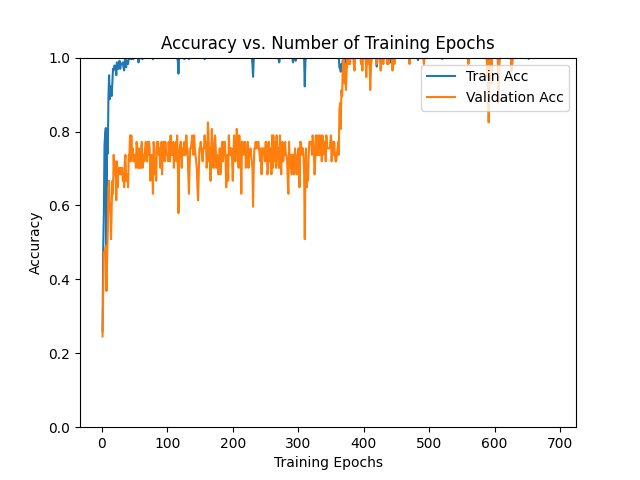 Accuracy vs. Number of Training Epochs
1.0
0.8
0.6
0.4
0.2
0.0
Accuracy
Train Acc
Validation Acc
0 100 200 300 400 500 600 700
Training Epochs